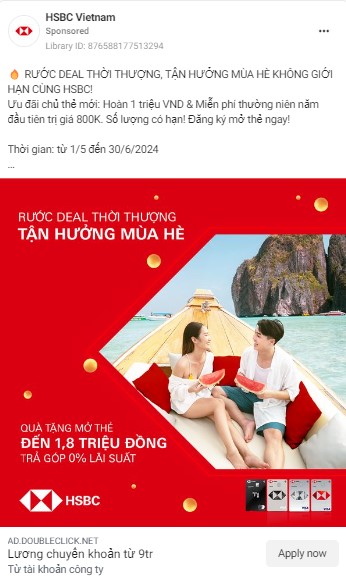 HSBC Vietnam
Sponsored
Library ID: 876588177513294
🔥 RƯỚC DEAL THỜI THƯỢNG, TẬN HƯỞNG MÙA HÈ KHÔNG GIỚI
HẠN CÙNG HSBC!
Ưu đãi chủ thẻ mới: Hoàn 1 triệu VND & Miễn phí thường niên năm
đầu tiên trị giá 800K. Số lượng có hạn! Đăng ký mở thẻ ngay!
Thời gian: từ 1/5 đến 30/6/2024
...
RƯỚC DEAL THỜI THƯỢNG
TẬN HƯỞNG MÙA HÈ
QUÀ TẶNG MỞ THẺ
ĐẾN 1,8 TRIỆU ĐỒNG
TRẢ GÓP 0% LÃI SUẤT
HSBC
VISA
VISA
AD.DOUBLECLICK.NET
Lương chuyển khoản từ 9tr
Từ tài khoản công ty
Apply now